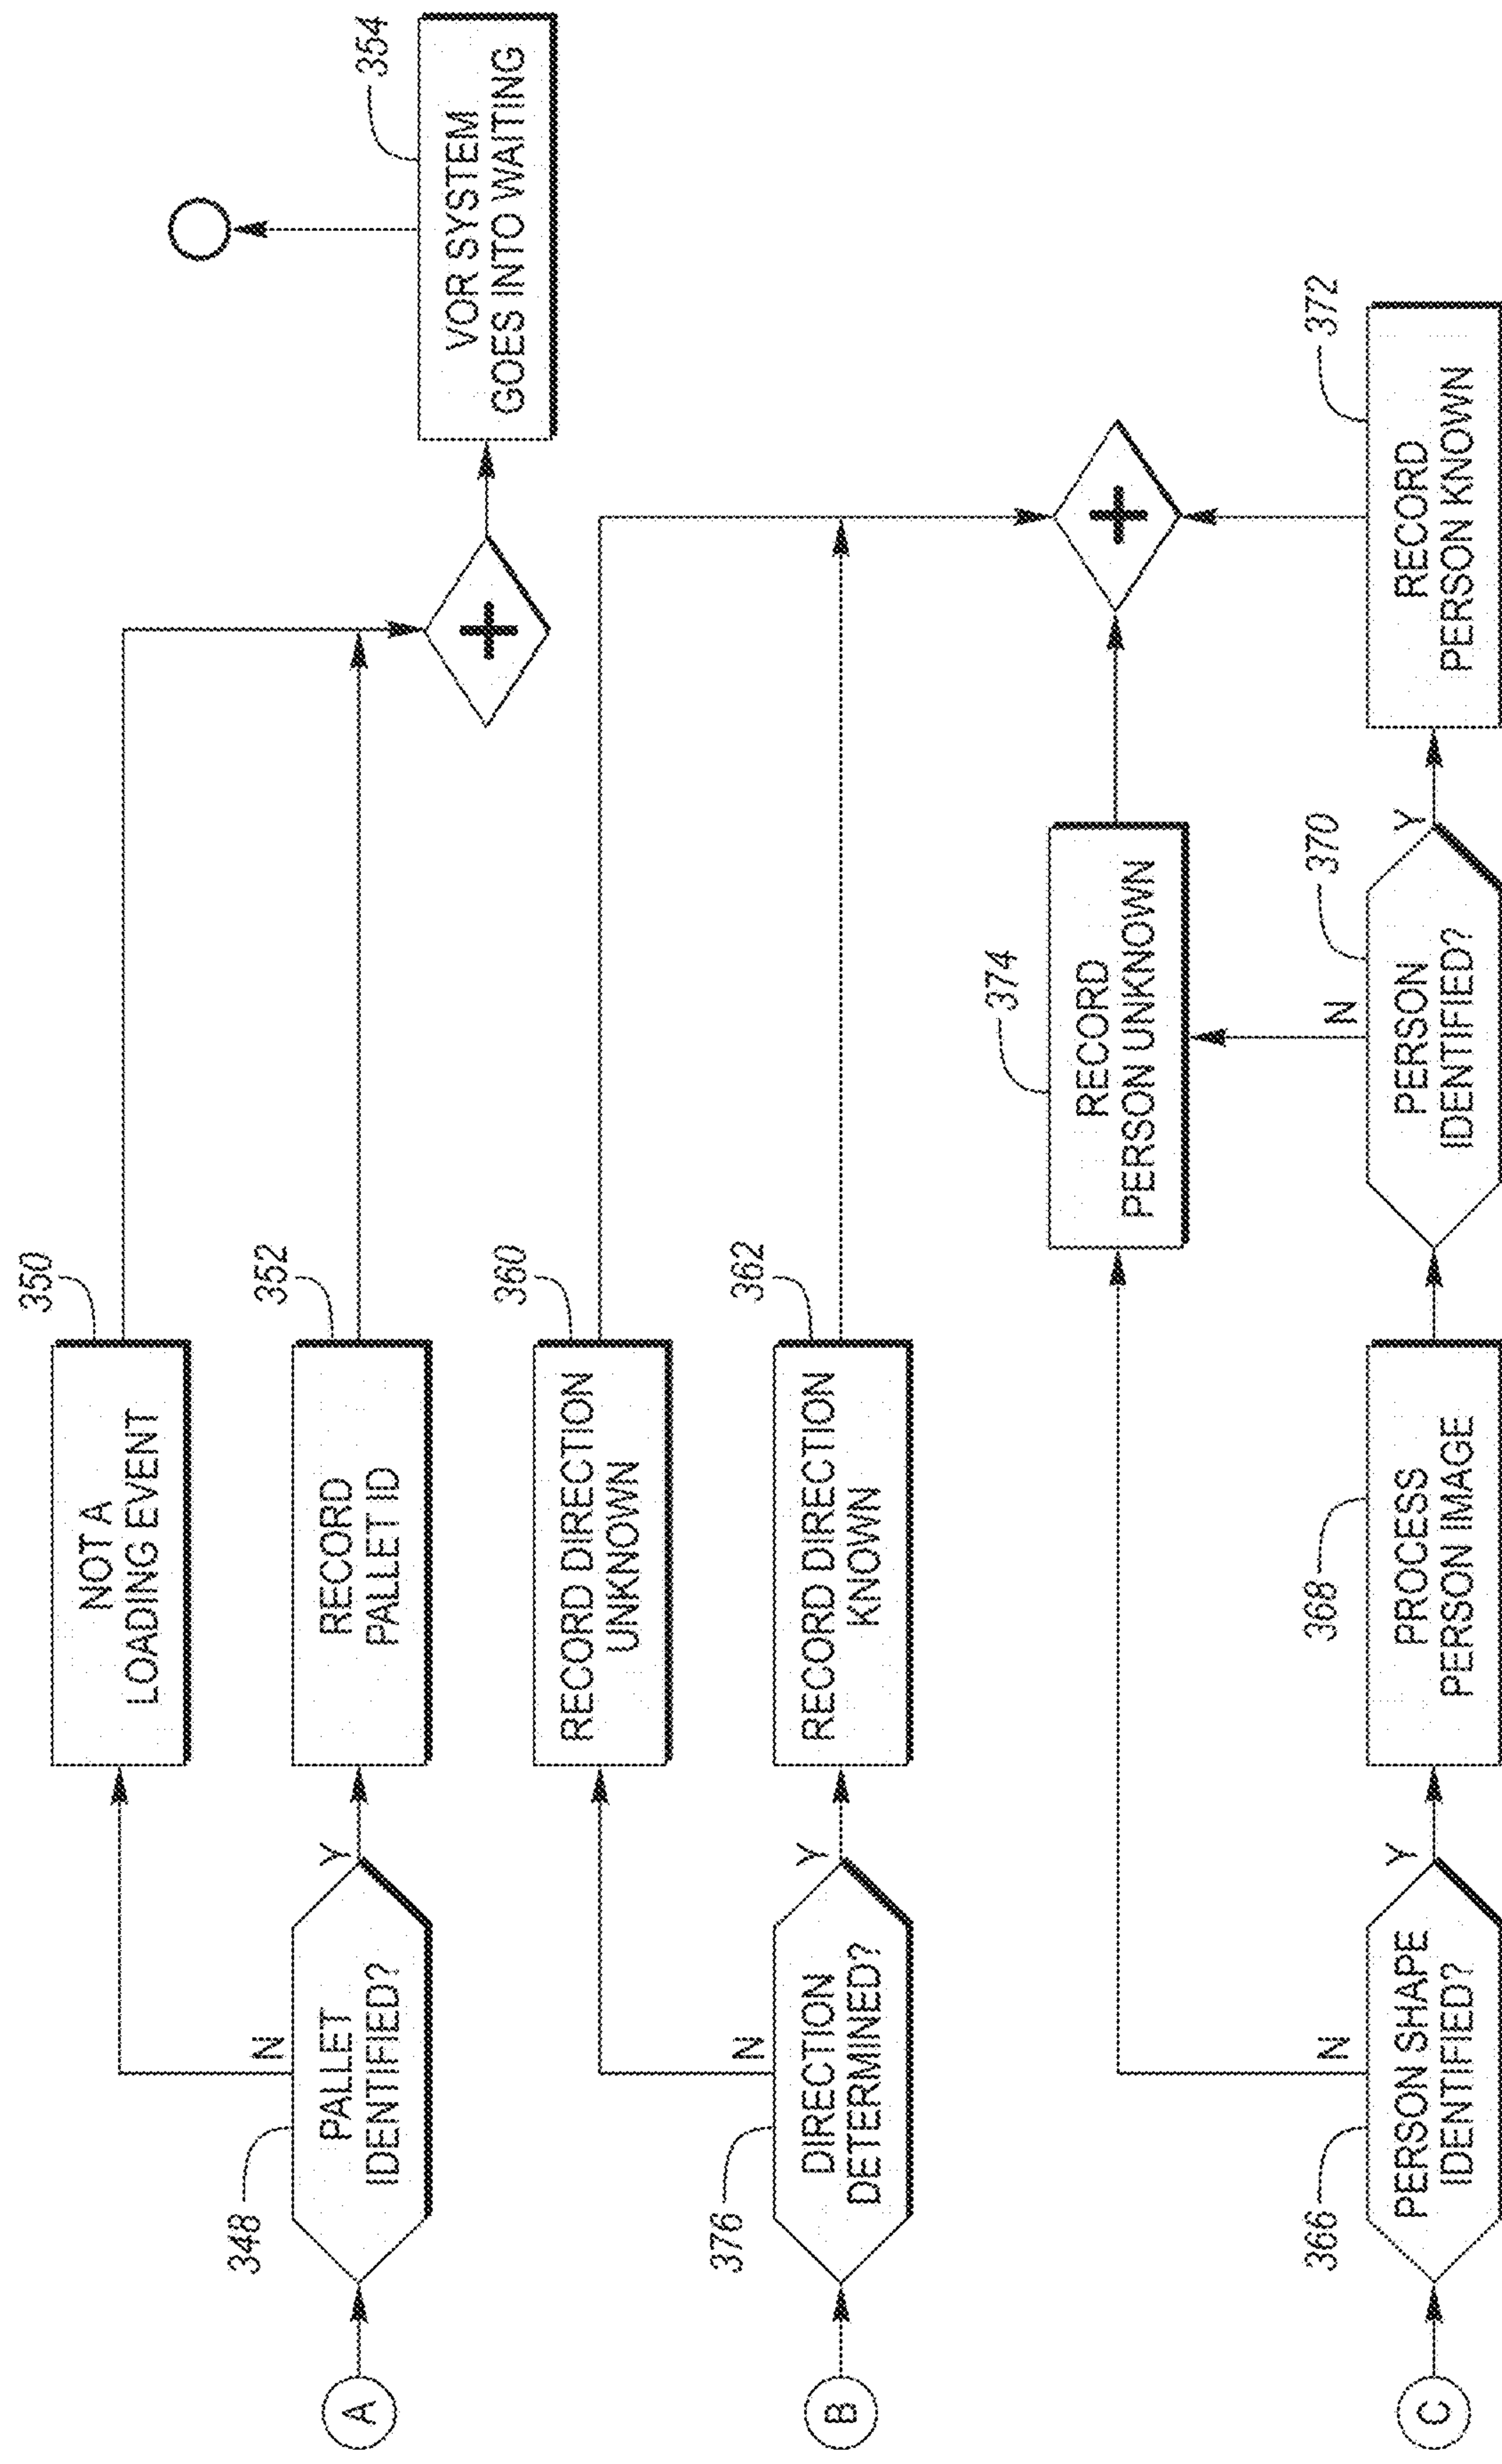 A
348
PALLET
IDENTIFIED?
N
Y
350
NOT A
LOADING EVENT
352
RECORD
PALLET ID
354
VOR SYSTEM
GOES INTO WAITING
+
B
376
DIRECTION
DETERMINED?
N
Y
360
RECORD DIRECTION
UNKNOWN
362
RECORD DIRECTION
KNOWN
+
C
366
PERSON SHAPE
IDENTIFIED?
N
Y
368
PROCESS
PERSON IMAGE
374
RECORD
PERSON UNKNOWN
370
PERSON
IDENTIFIED?
N
Y
372
RECORD
PERSON KNOWN